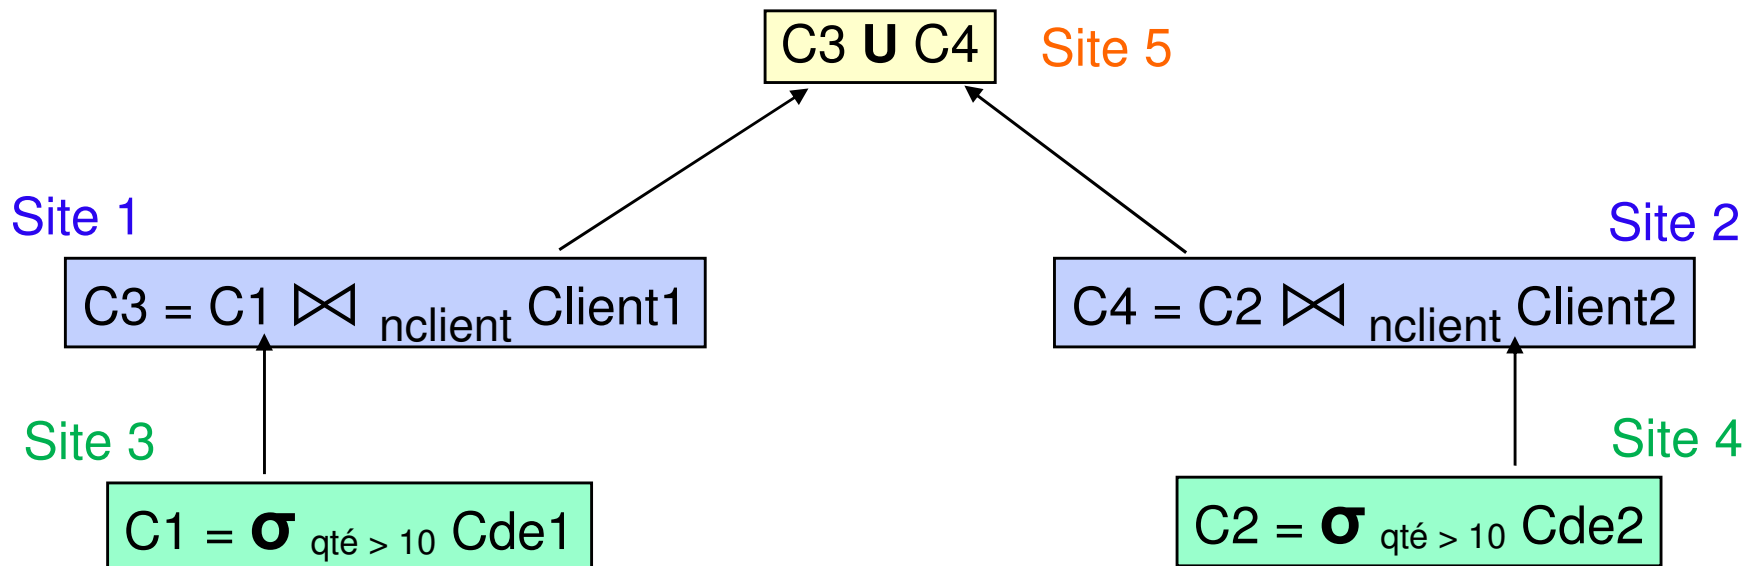 C3 U C4
Site 5
Site 1
Site 2
C3 = C1 ⋈ nclient Client1
C4 = C2 ⋈ nclient Client2
Site 3
Site 4
C1 = σ qté > 10 Cde1
C2 = σ qté > 10 Cde2